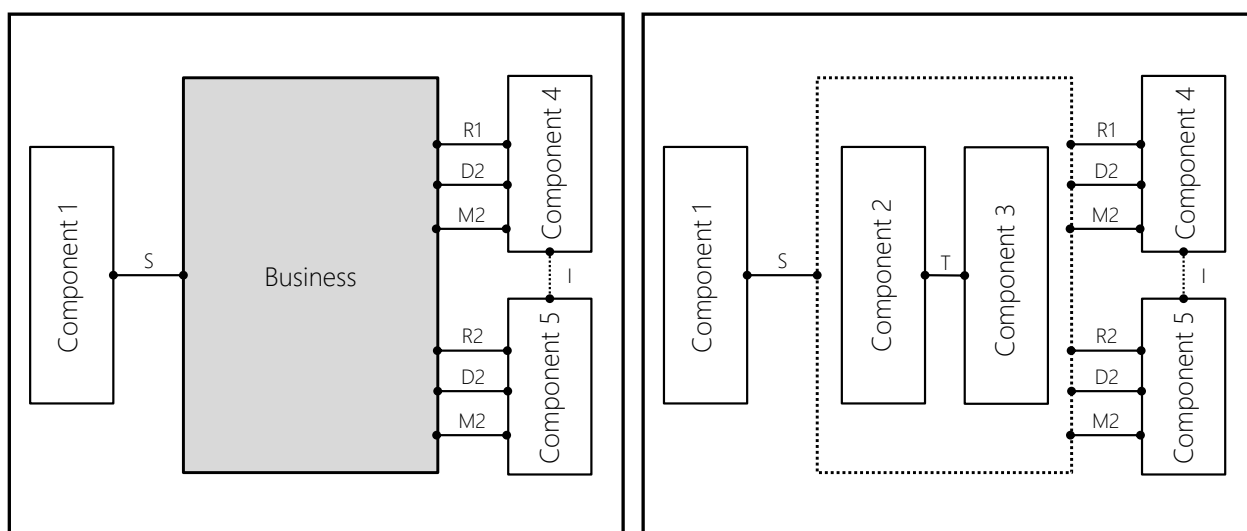 Component 1
S
Business
R1
D2
M2
Component 4
I
R2
D2
M2
Component 5
Component 1
S
Component 2
T
Component 3
R1
D2
M2
Component 4
I
R2
D2
M2
Component 5